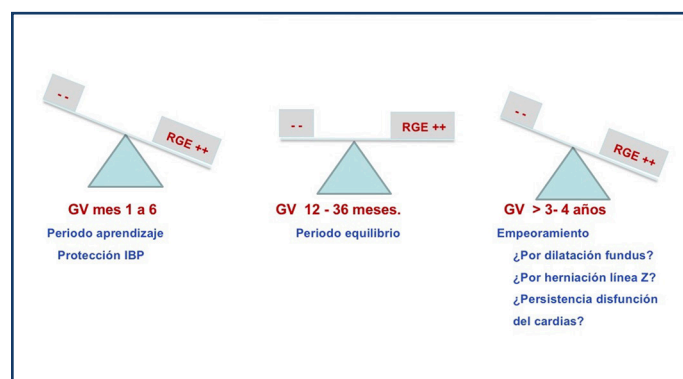 - -
RGE ++
GV mes 1 a 6
Periodo aprendizaje
Protección IBP
- -
RGE ++
GV 12 - 36 meses.
Periodo equilibrio
- -
RGE ++
GV > 3- 4 años
Empeoramiento
¿Por dilatación fundus?
¿Por herniación línea Z?
¿Persistencia disfunción
del cardias?